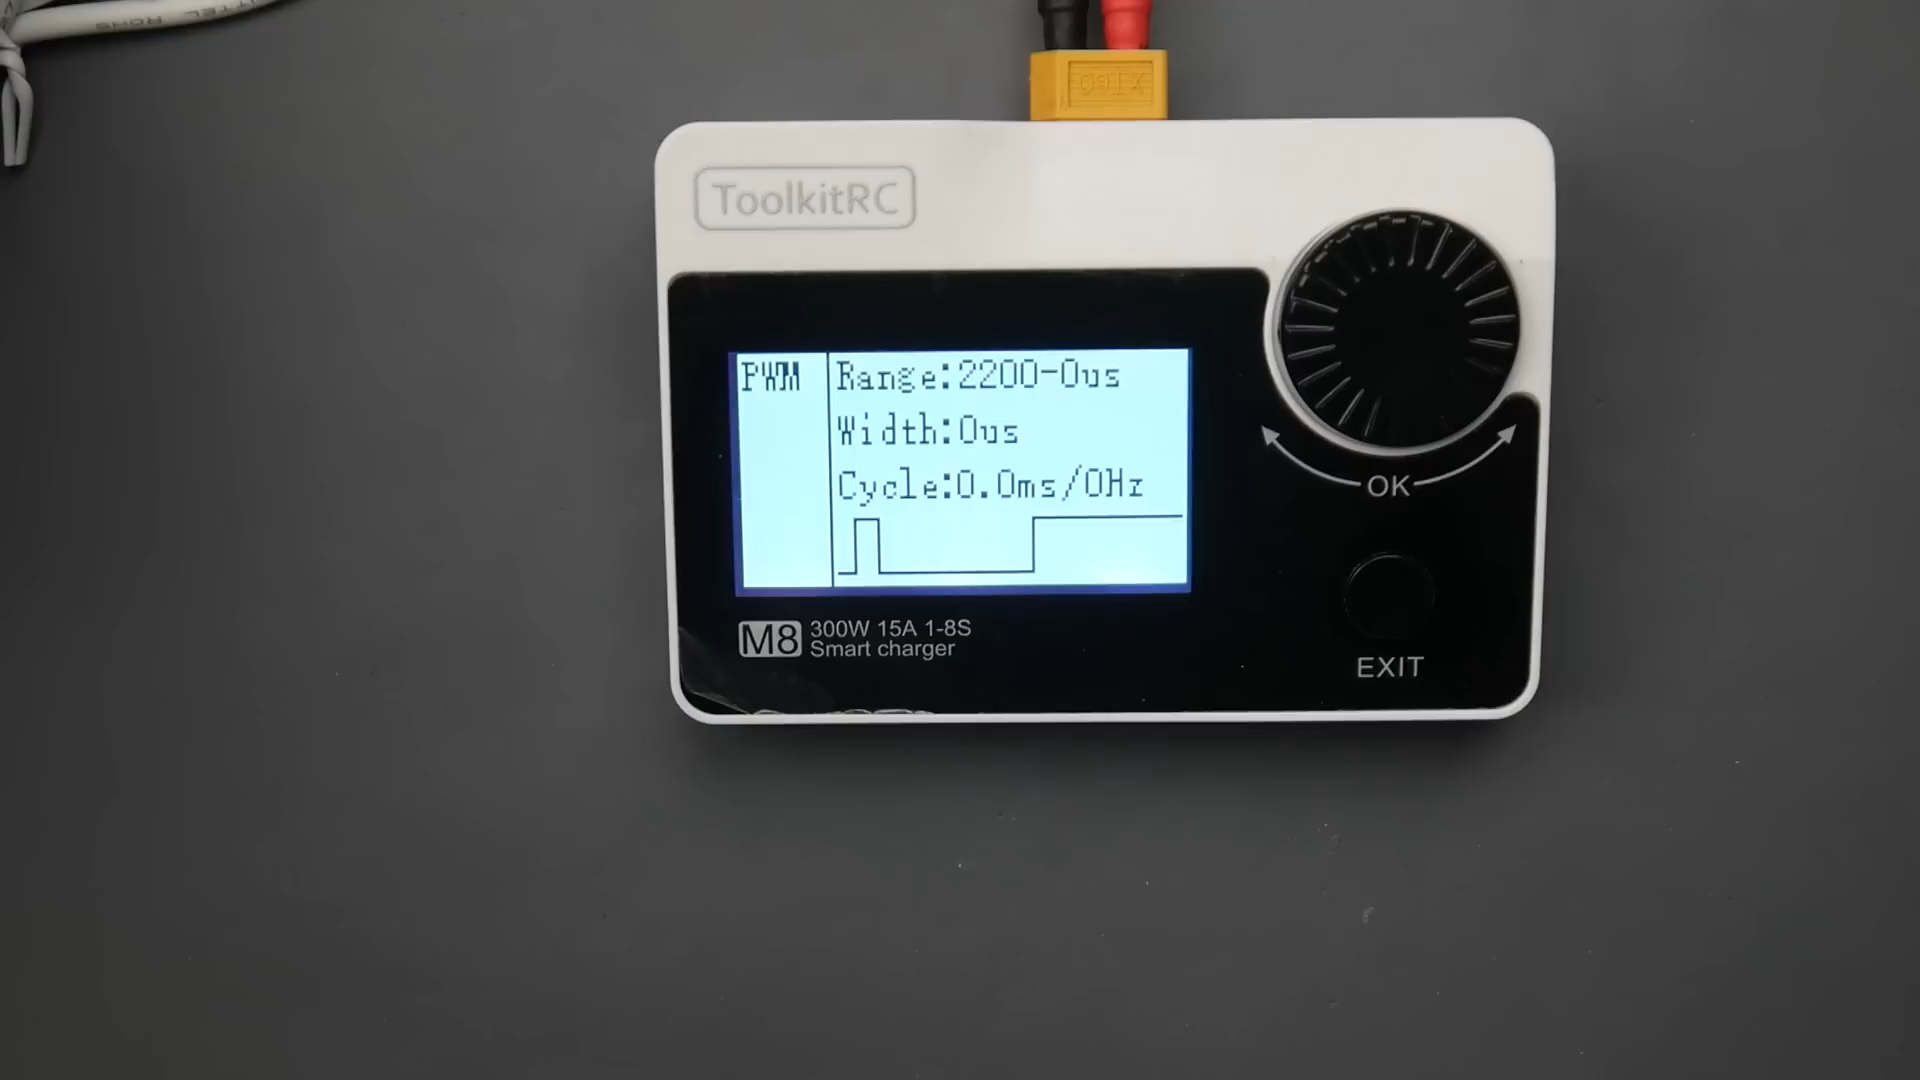 XT60
ToolkitRC
PWM
Range:2200-0us
Width:0us
Cycle:0.0ms/0Hz
OK
M8
300W 15A 1-8S
Smart charger
EXIT